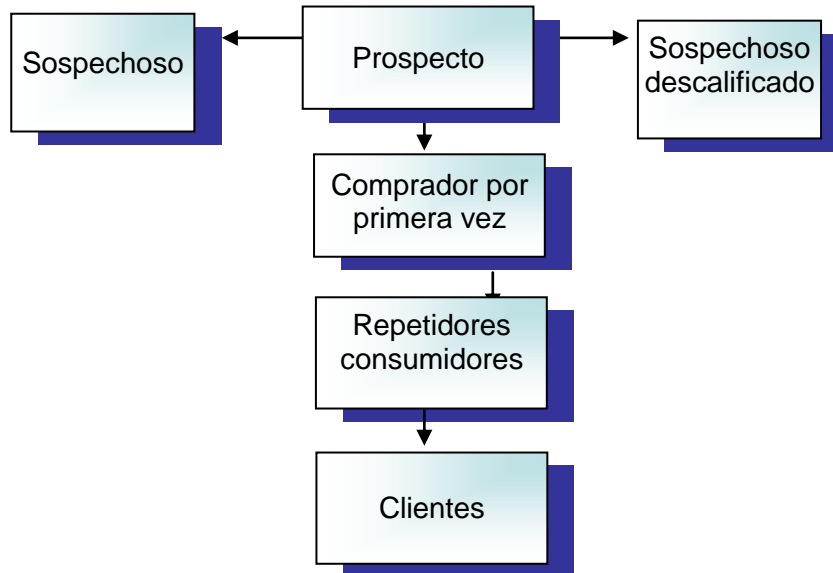 Sospechoso
Prospecto
Sospechoso
descalificado
Comprador por
primera vez
Repetidores
consumidores
Clientes